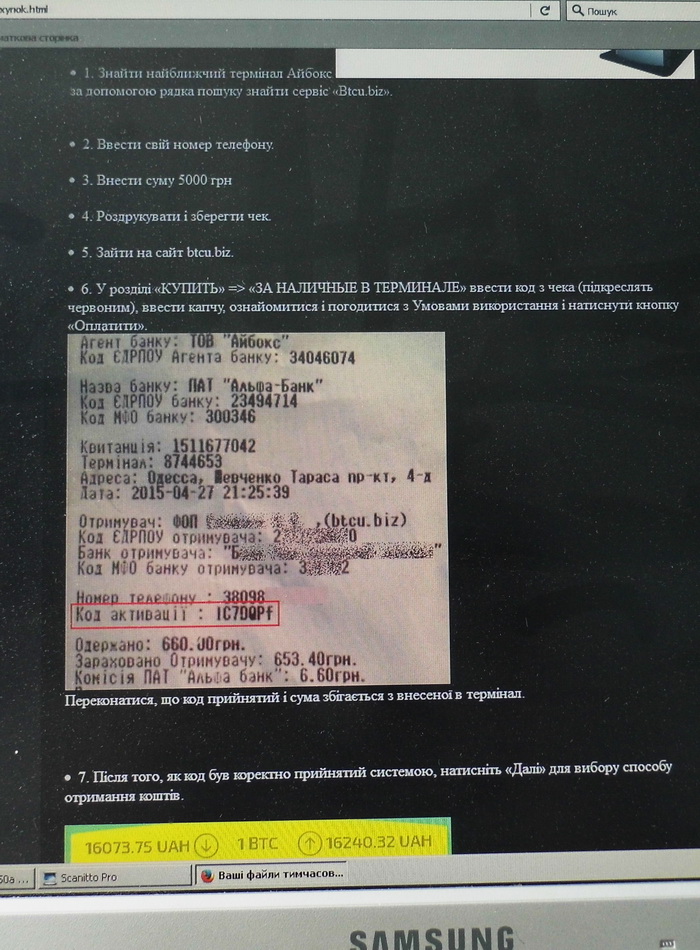 xynok.html
Пошук
маткова сторінка
• 1. Знайти найближчий термінал Айбокс
за допомогою рядка пошуку знайти сервіс «Btcu.biz».
• 2. Ввести свій номер телефону.
• 3. Внести суму 5000 грн
• 4. Роздрукувати і зберегти чек.
• 5. Зайти на сайт btcu.biz.
• 6. У розділі «КУПИТЬ» => «ЗА НАЛИЧНЫЕ В ТЕРМИНАЛЕ» ввести код з чека (підкреслять
червоним), ввести капчу, ознайомитися і погодитися з Умовами використання і натиснути кнопку
«Оплатити».
Агент банку: ТОВ "Айбокс"
Код ЄДРПОУ Агента банку: 34046074
Назва банку: ПАТ "Альфа-Банк"
Код ЄДРПОУ банку: 23494714
Код МФО банку: 300346
Квитанція: 1511677042
Термінал: 8744653
Адреса: Одесса, Шевченко Тараса пр-кт, 4-д
Дата: 2015-04-27 21:25:39
Отримувач: ФОП ,(btcu.biz)
Код ЄДРПОУ отримувача: 2 0
Банк отримувача: "Б "
Код МФО банку отримувача: 3 2
Номер телефону : 38098
Код активації : 1C7DQPf
Одержано: 660.00грн.
Зараховано Отримувачу: 653.40грн.
Комісія ПАТ "Альфа банк": 6.60грн.
Переконатися, що код прийнятий і сума збігається з внесеної в термінал.
• 7. Після того, як код був коректно прийнятий системою, натисніть «Далі» для вибору способу
отримання коштів.
16073.75 UAH 1 BTC 16240.32 UAH
50a ... Scanitto Pro Ваші файли тимчасов...
SAMSUNG